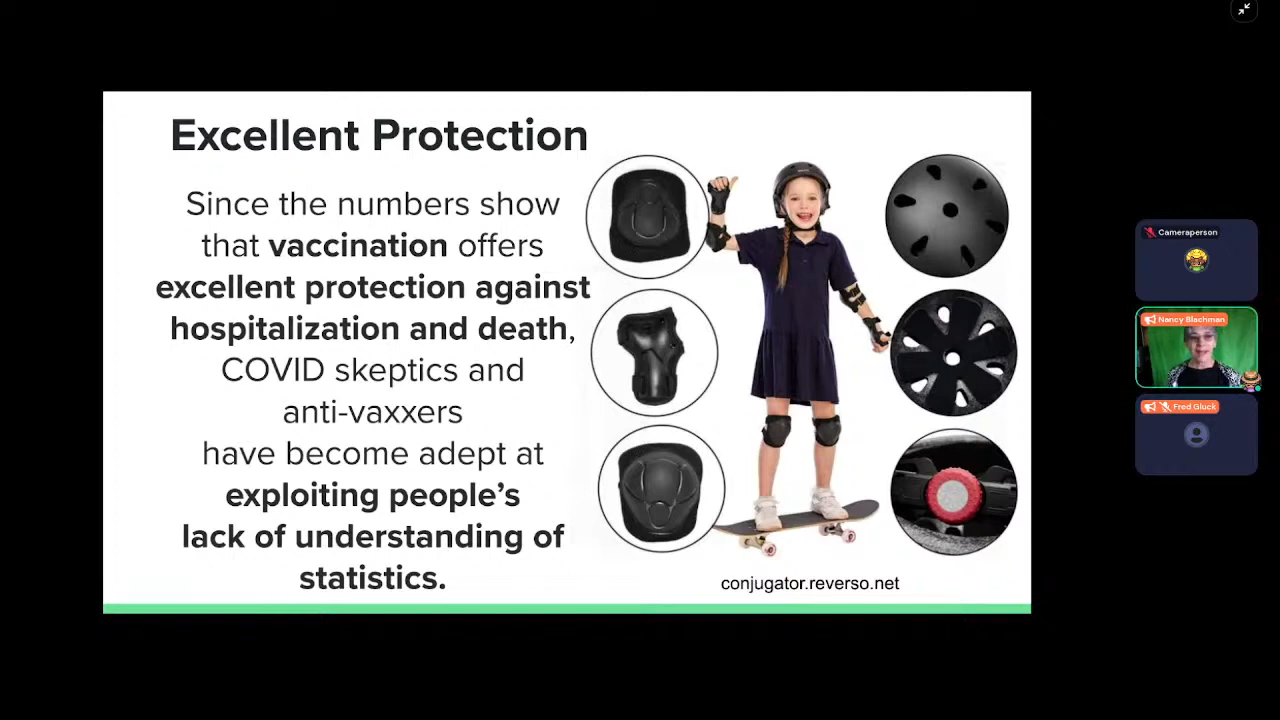 Excellent Protection
Since the numbers show
that vaccination offers
excellent protection against
hospitalization and death,
COVID skeptics and
anti-vaxxers
have become adept at
exploiting people's
lack of understanding of
statistics.
conjugator.reverso.net
Cameraperson
Nancy Blachman
Fred Gluck